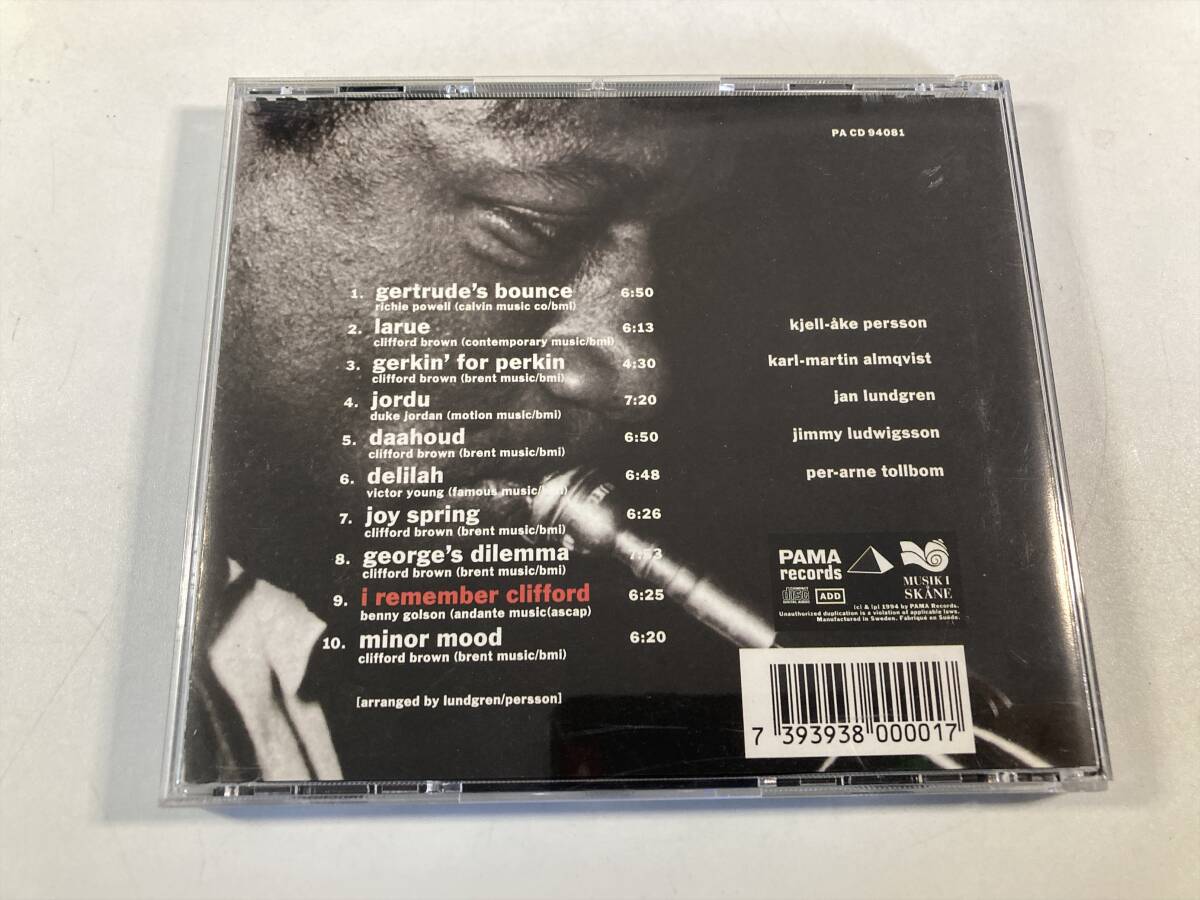 PA CD 94081
1. gertrude's bounce 6:50
richie powell (calvin music co/bmi)
2. larue 6:13
clifford brown (contemporary music/bmi)
3. gerkin' for perkin 4:30
clifford brown (brent music/bmi)
4. jordu 7:20
duke jordan (motion music/bmi)
5. daahoud 6:50
clifford brown (brent music/bmi)
6. delilah 6:48
victor young (famous music/bmi)
7. joy spring 6:26
clifford brown (brent music/bmi)
8. george's dilemma
clifford brown (brent music/bmi)
9. i remember clifford 6:25
benny golson (andante music(ascap)
10. minor mood 6:20
clifford brown (brent music/bmi)
[arranged by lundgren/persson]
kjell-åke persson
karl-martin almqvist
jan lundgren
jimmy ludwigsson
per-arne tollbom
PAMA
records
MUSIK I
SKÅNE
COMPACT
disc
DIGITAL AUDIO
ADD
(c) & (p) 1994 by PAMA Records.
Unauthorized duplication is a violation of applicable laws.
Manufactured in Sweden. Fabriqué en Suède.
7 393938 000017